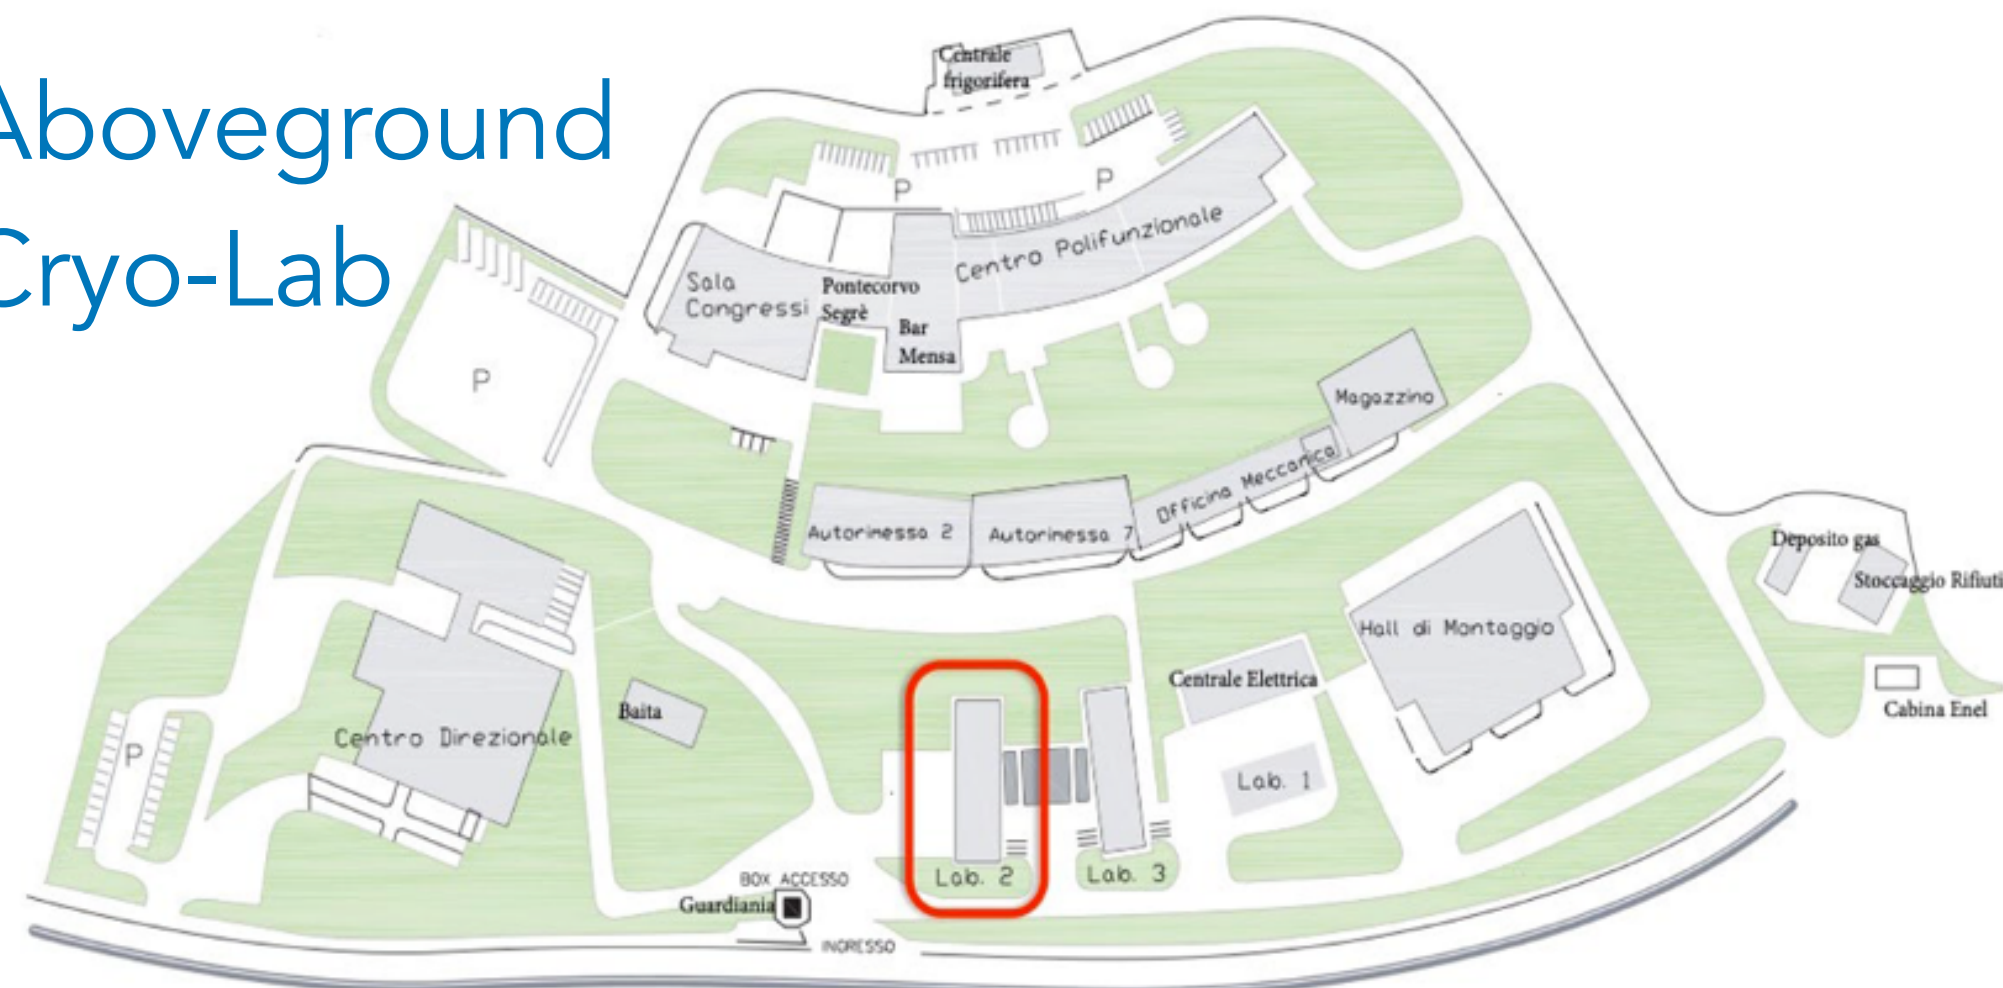 Aboveground
Cryo-Lab
Centrale
frigorifera
P
P
Centro Polifunzionale
Sala
Congressi
Pontecorvo
Segrè
Bar
Mensa
P
Magazzino
Officina Meccanica
Autorimessa 2
Autorimessa 7
Deposito gas
Stoccaggio Rifiuti
Hall di Montaggio
Centrale Elettrica
Cabina Enel
Baita
Centro Direzionale
P
Lab. 1
Lab. 2
Lab. 3
BOX ACCESSO
Guardiania
INGRESSO